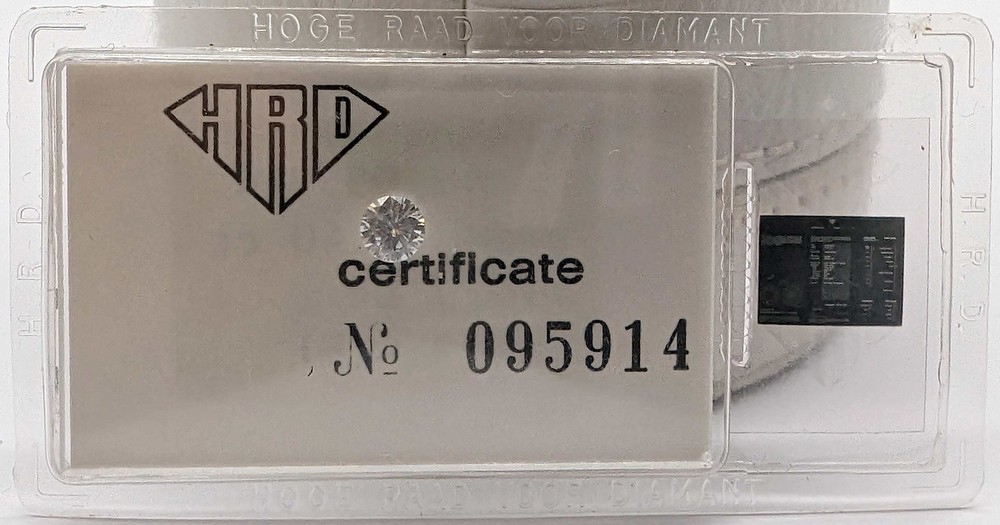 HOGE RAAD VOOR DIAMANT
HRD
certificate
No 095914
H-R-D
H.R.D.
HOGE RAAD VOOR DIAMANT